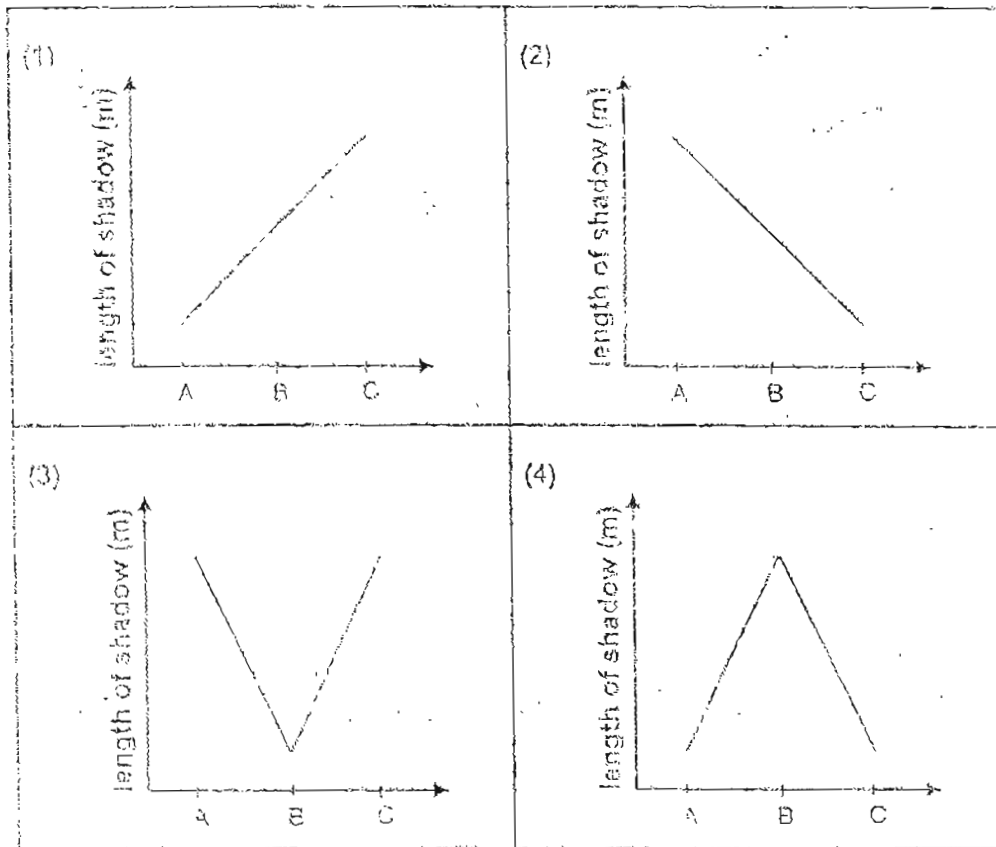 (1)
length of shadow (m)
A B C
(2)
length of shadow (m)
A B C
(3)
length of shadow (m)
A B C
(4)
length of shadow (m)
A B C